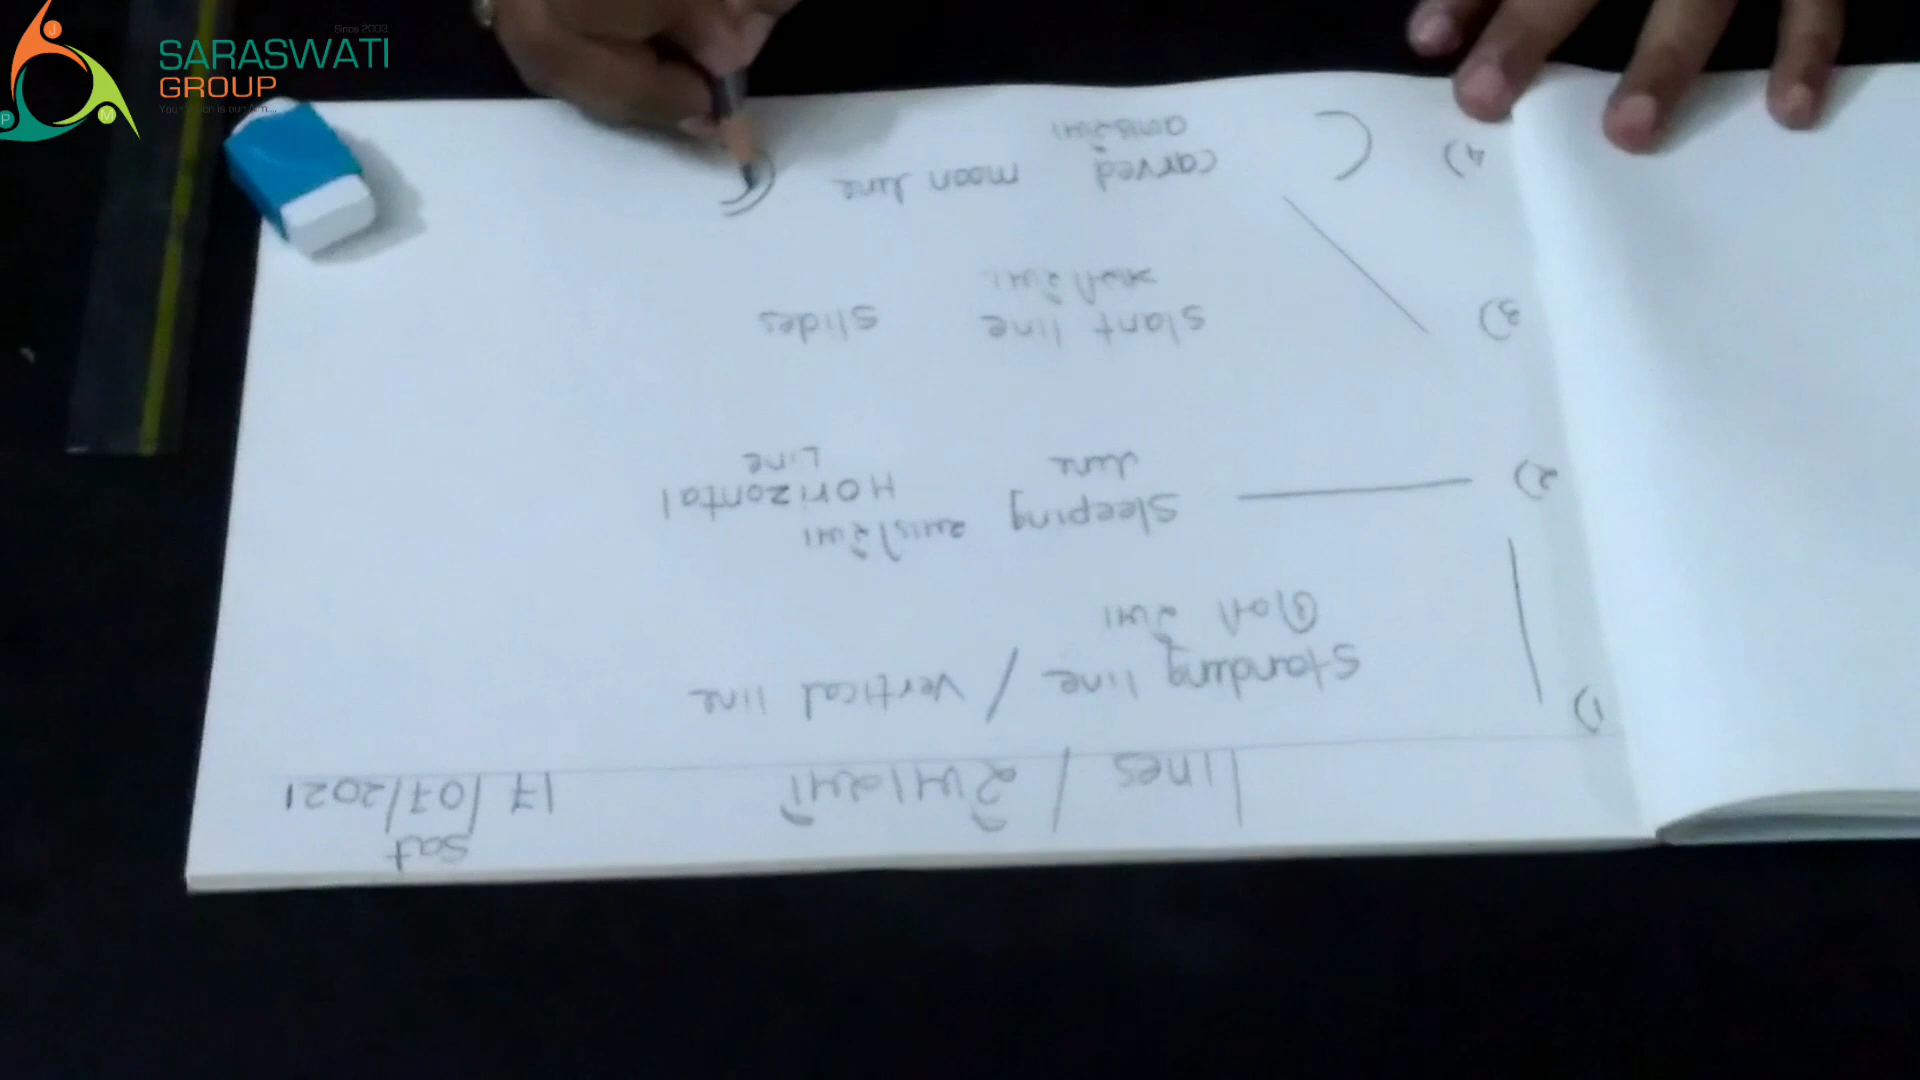 Since 2003
SARASWATI
GROUP
Sat
lines / રેખાઓ 17/07/2021
1) Standing line / vertical line
ઊભી રેખા
2) Sleeping line
Horizontal Line
3) Slant line slides
4) carved moon line
P
J
M